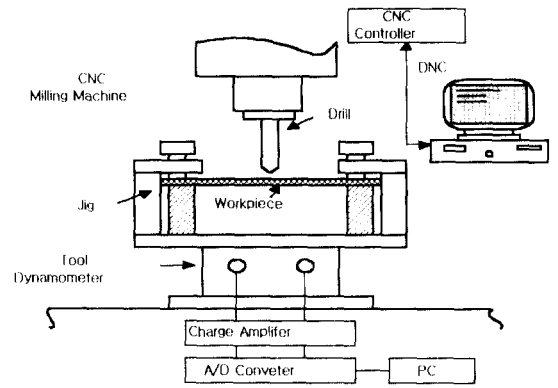 CNC
Controller
DNC
CNC
Milling Machine
Drill
Jig
Workpiece
Tool
Dynamometer
Charge Amplifer
A/D Conveter
PC